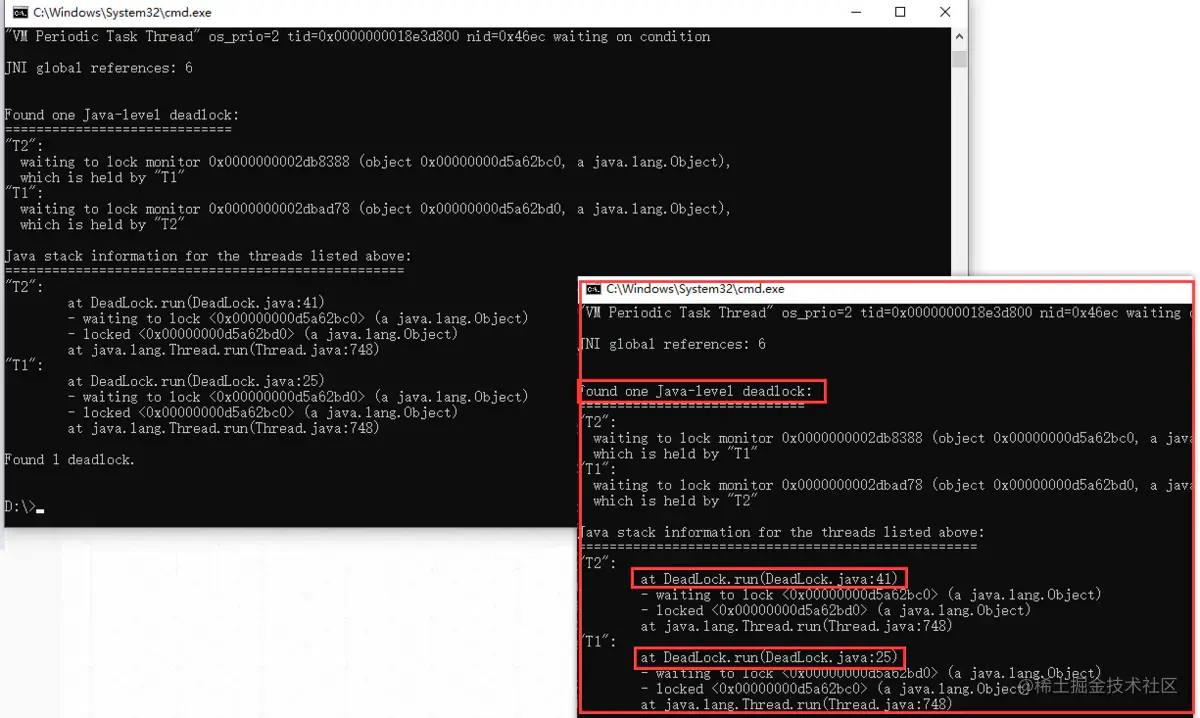 C:\Windows\System32\cmd.exe
"VM Periodic Task Thread" os_prio=2 tid=0x0000000018e3d800 nid=0x46ec waiting on condition
JNI global references: 6
Found one Java-level deadlock:
=============================
"T2":
  waiting to lock monitor 0x0000000002db8388 (object 0x00000000d5a62bc0, a java.lang.Object),
  which is held by "T1"
"T1":
  waiting to lock monitor 0x0000000002dbad78 (object 0x00000000d5a62bd0, a java.lang.Object),
  which is held by "T2"
Java stack information for the threads listed above:
===================================================
"T2":
        at DeadLock.run(DeadLock.java:41)
        - waiting to lock <0x00000000d5a62bc0> (a java.lang.Object)
        - locked <0x00000000d5a62bd0> (a java.lang.Object)
        at java.lang.Thread.run(Thread.java:748)
"T1":
        at DeadLock.run(DeadLock.java:25)
        - waiting to lock <0x00000000d5a62bd0> (a java.lang.Object)
        - locked <0x00000000d5a62bc0> (a java.lang.Object)
        at java.lang.Thread.run(Thread.java:748)
Found 1 deadlock.
D:\>
C:\Windows\System32\cmd.exe
"VM Periodic Task Thread" os_prio=2 tid=0x0000000018e3d800 nid=0x46ec waiting
JNI global references: 6
Found one Java-level deadlock:
=============================
"T2":
  waiting to lock monitor 0x0000000002db8388 (object 0x00000000d5a62bc0, a java
  which is held by "T1"
"T1":
  waiting to lock monitor 0x0000000002dbad78 (object 0x00000000d5a62bd0, a java
  which is held by "T2"
Java stack information for the threads listed above:
===================================================
"T2":
        at DeadLock.run(DeadLock.java:41)
        - waiting to lock <0x00000000d5a62bc0> (a java.lang.Object)
        - locked <0x00000000d5a62bd0> (a java.lang.Object)
        at java.lang.Thread.run(Thread.java:748)
"T1":
        at DeadLock.run(DeadLock.java:25)
        - waiting to lock <0x00000000d5a62bd0> (a java.lang.Object)
        - locked <0x00000000d5a62bc0> (a java.lang.Object)
        at java.lang.Thread.run(Thread.java:748)
@稀土掘金技术社区